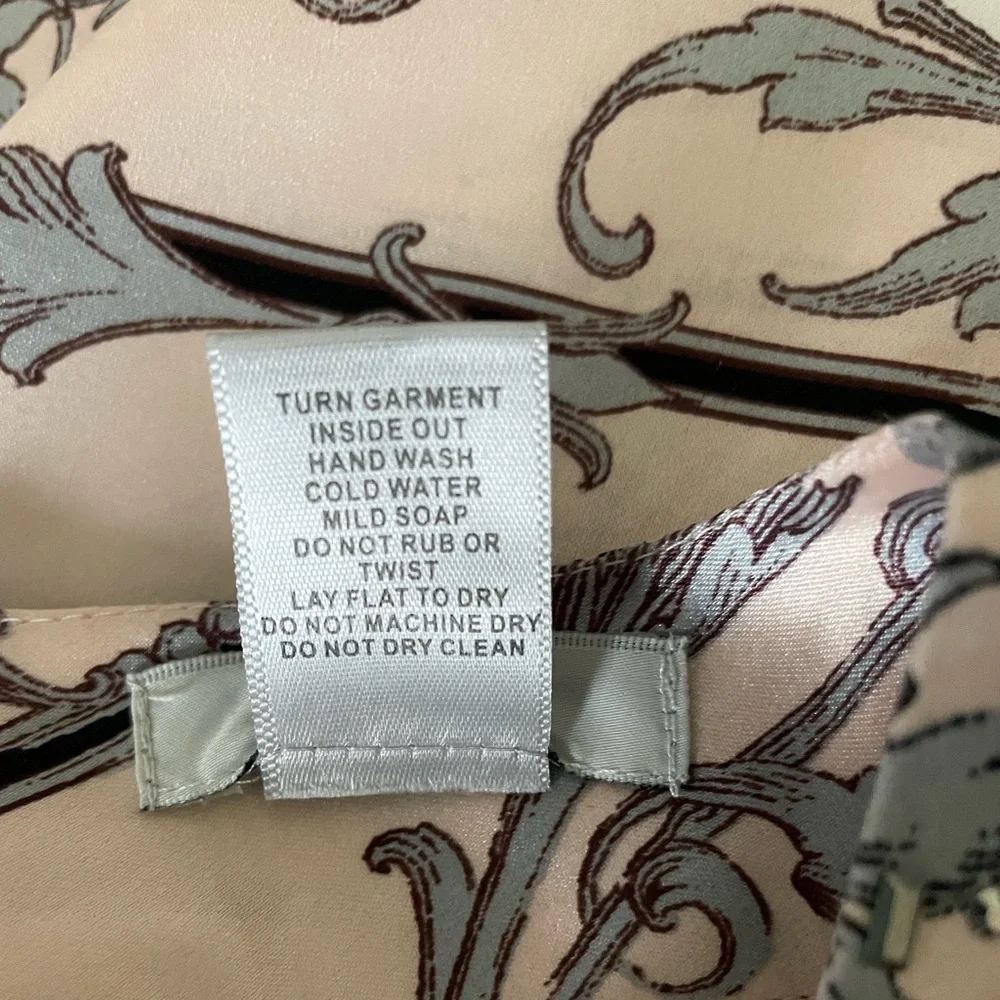 TURN GARMENT
INSIDE OUT
HAND WASH
COLD WATER
MILD SOAP
DO NOT RUB OR
TWIST
LAY FLAT TO DRY
DO NOT MACHINE DRY
DO NOT DRY CLEAN